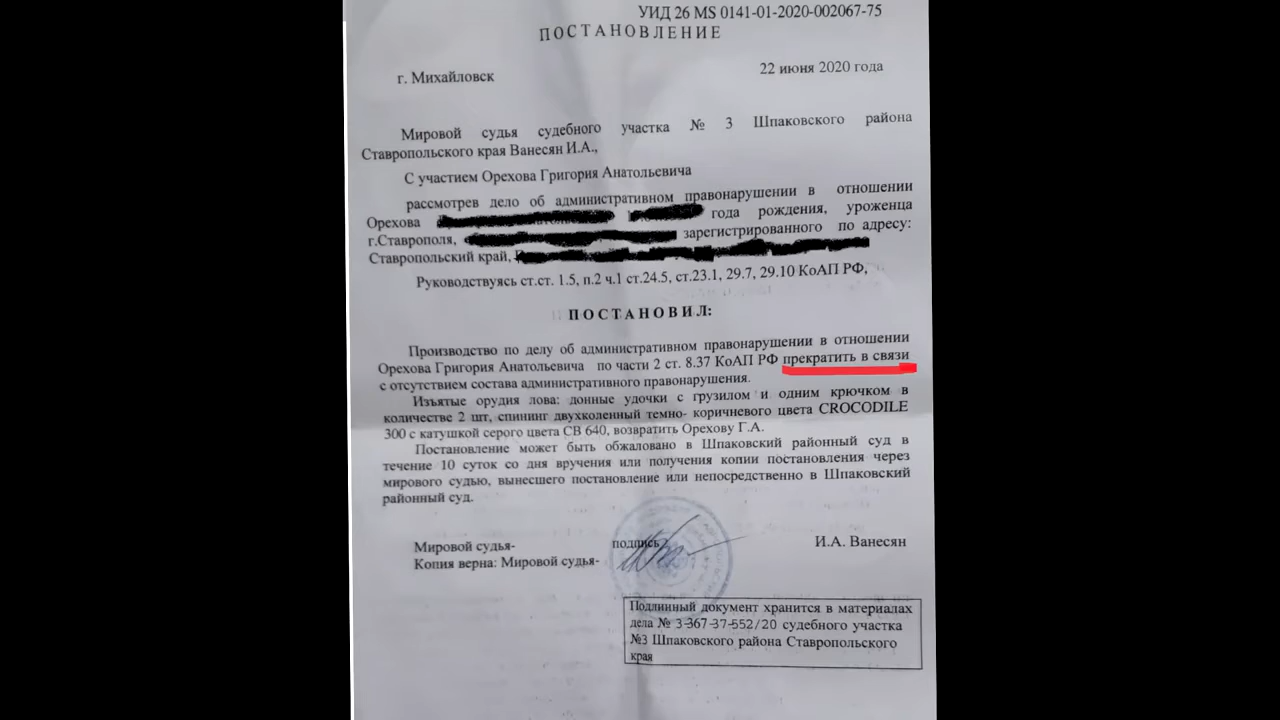 УИД 26 MS 0141-01-2020-002067-75
ПОСТАНОВЛЕНИЕ
г. Михайловск
22 июня 2020 года
Мировой судья судебного участка № 3 Шпаковского района
Ставропольского края Ванесян И.А.,
С участием Орехова Григория Анатольевича
рассмотрев дело об административном правонарушении в отношении
Орехова года рождения, уроженца
г.Ставрополя, зарегистрированного по адресу:
Ставропольский край,
Руководствуясь ст.ст. 1.5, п.2 ч.1 ст.24.5, ст.23.1, 29.7, 29.10 КоАП РФ,
ПОСТАНОВИЛ:
Производство по делу об административном правонарушении в отношении
Орехова Григория Анатольевича по части 2 ст. 8.37 КоАП РФ прекратить в связи
с отсутствием состава административного правонарушения.
Изъятые орудия лова: донные удочки с грузилом и одним крючком в
количестве 2 шт, спининг двухколенный темно- коричневого цвета CROCODILE
300 с катушкой серого цвета СВ 640, возвратить Орехову Г.А.
Постановление может быть обжаловано в Шпаковский районный суд в
течение 10 суток со дня вручения или получения копии постановления через
мирового судью, вынесшего постановление или непосредственно в Шпаковский
районный суд.
Мировой судья- подпись И.А. Ванесян
Копия верна: Мировой судья-
Подлинный документ хранится в материалах
дела № 3-367-37-552/20 судебного участка
№3 Шпаковского района Ставропольского
края